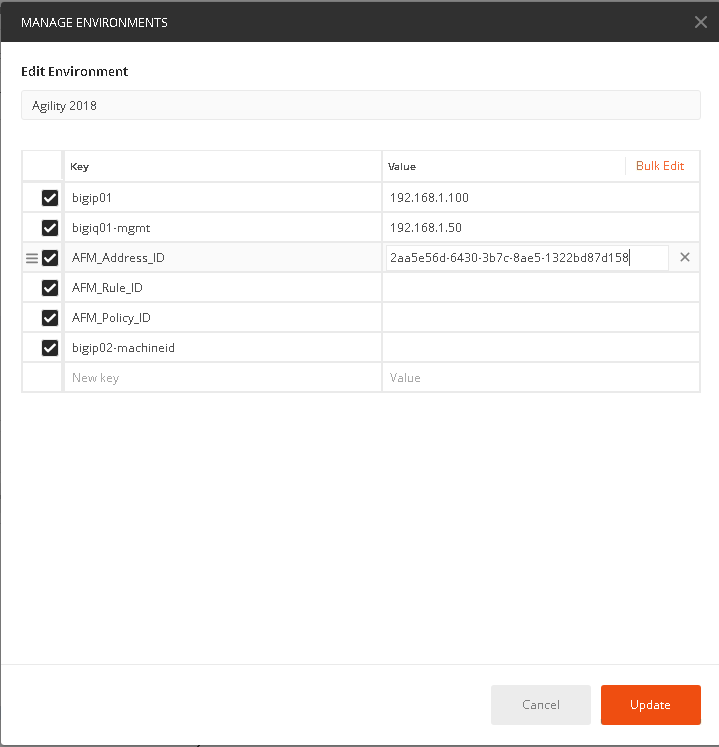 MANAGE ENVIRONMENTS
Edit Environment
Agility 2018
Key Value Bulk Edit
bigip01 192.168.1.100
bigiq01-mgmt 192.168.1.50
AFM_Address_ID 2aa5e56d-6430-3b7c-8ae5-1322bd87d158
AFM_Rule_ID
AFM_Policy_ID
bigip02-machineid
New key Value
Cancel Update